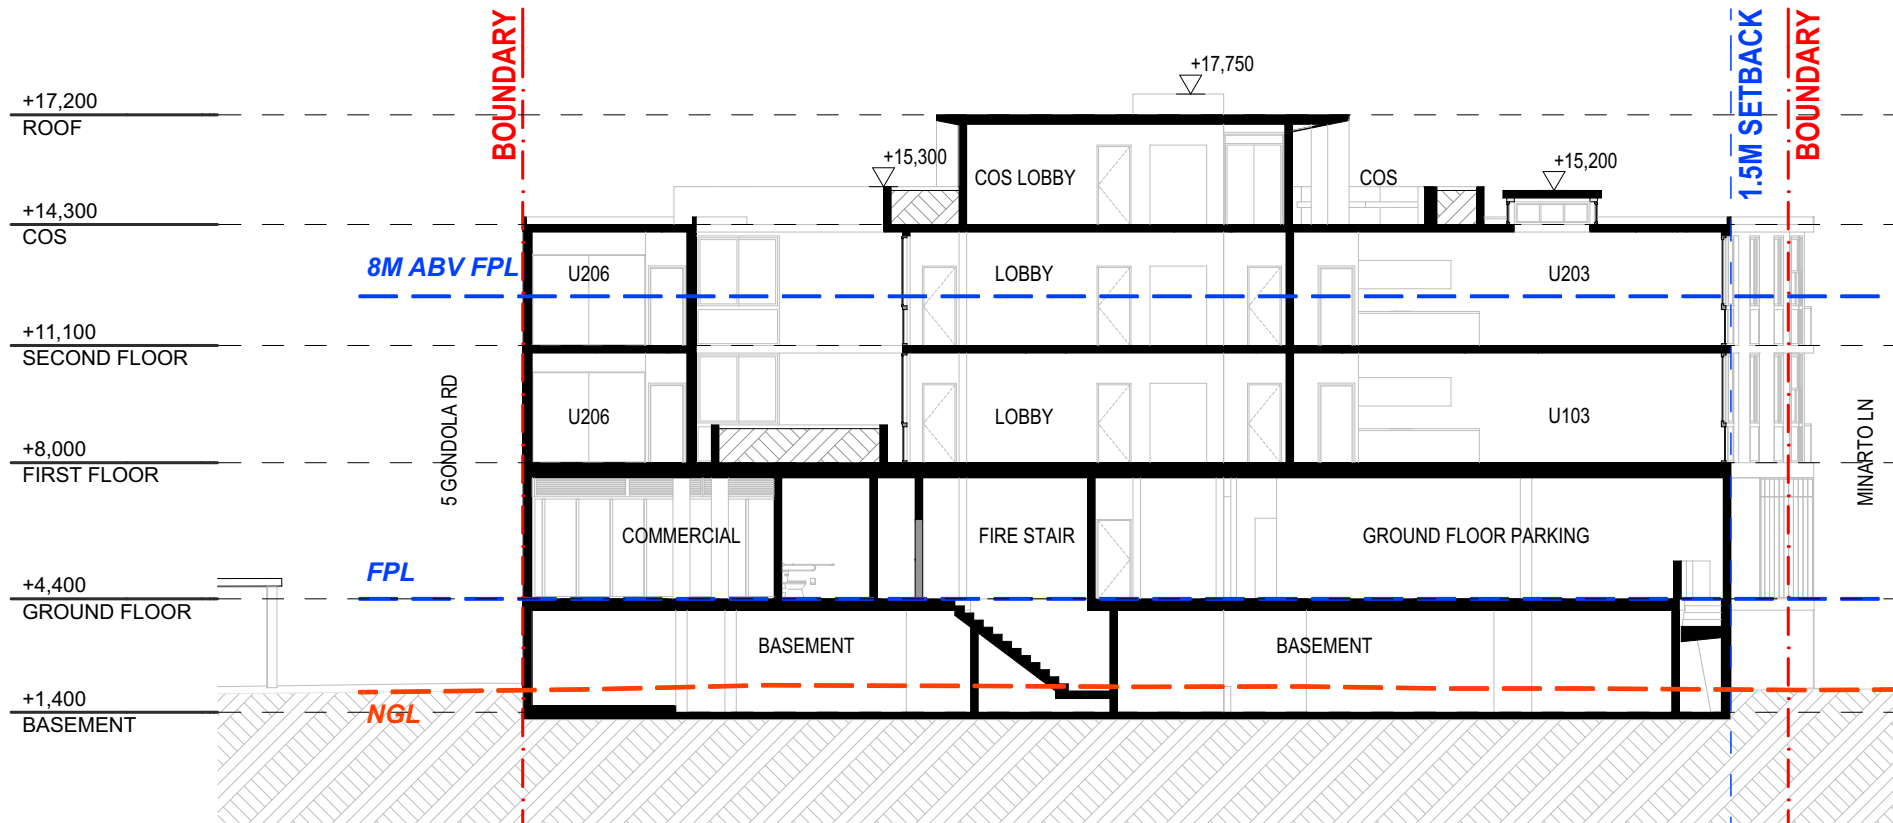 BOUNDARY
1.5M SETBACK
BOUNDARY
+17,750
+17,200
ROOF
+15,300
COS LOBBY
COS
+15,200
+14,300
COS
8M ABV FPL
U206
LOBBY
U203
+11,100
SECOND FLOOR
5 GONDOLA RD
U206
LOBBY
U103
MINARTO LN
+8,000
FIRST FLOOR
COMMERCIAL
FIRE STAIR
GROUND FLOOR PARKING
FPL
+4,400
GROUND FLOOR
BASEMENT
BASEMENT
+1,400
BASEMENT
NGL